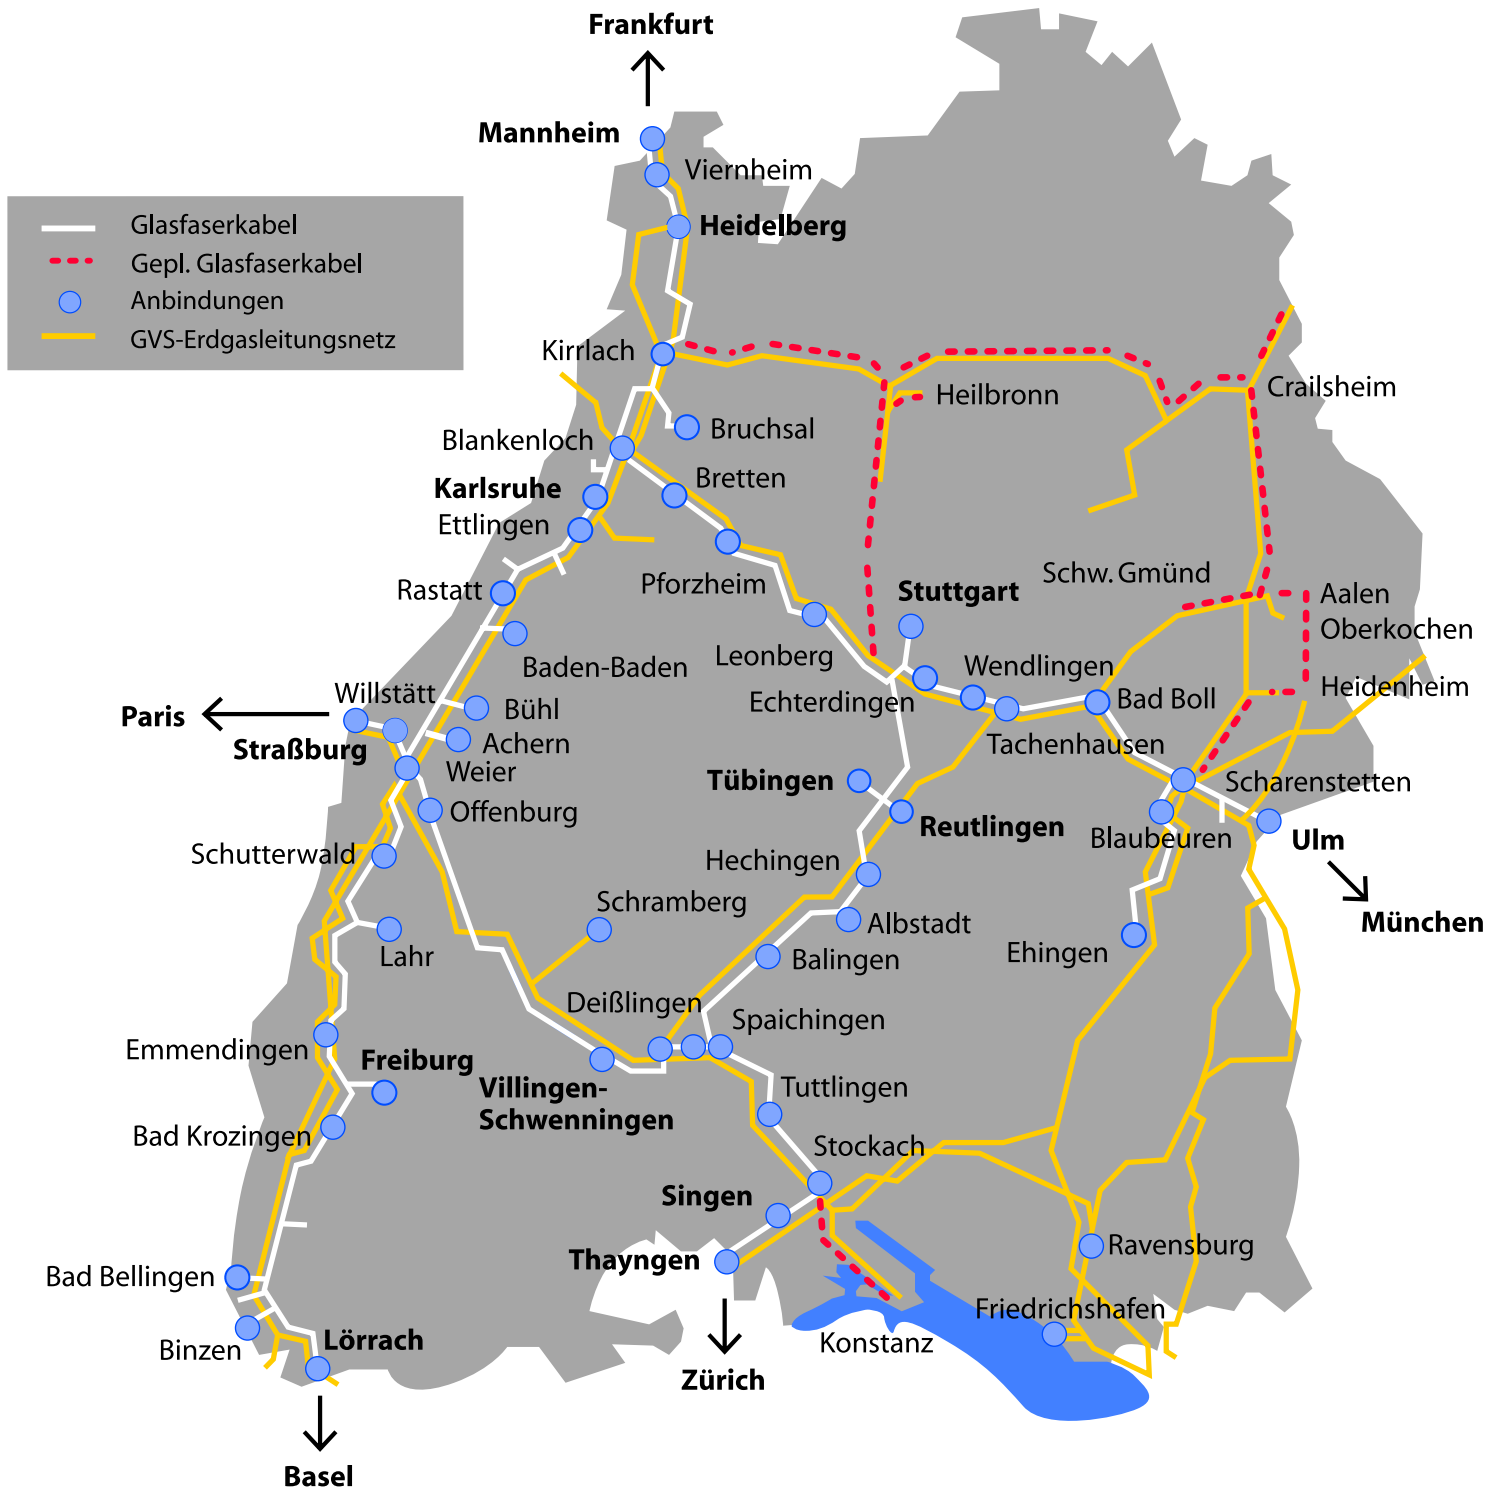 Frankfurt
Mannheim
Viernheim
Heidelberg
Glasfaserkabel
Gepl. Glasfaserkabel
Anbindungen
GVS-Erdgasleitungsnetz
Kirrlach
Heilbronn
Crailsheim
Bruchsal
Blankenloch
Bretten
Karlsruhe
Ettlingen
Pforzheim
Schw. Gmünd
Rastatt
Stuttgart
Aalen
Oberkochen
Baden-Baden
Leonberg
Wendlingen
Heidenheim
Willstätt
Echterdingen
Bad Boll
Paris
Bühl
Straßburg
Achern
Tachenhausen
Weier
Tübingen
Scharenstetten
Offenburg
Reutlingen
Blaubeuren
Ulm
Schutterwald
Hechingen
Schramberg
Albstadt
München
Lahr
Balingen
Ehingen
Deißlingen
Spaichingen
Emmendingen
Freiburg
Villingen-
Schwenningen
Tuttlingen
Bad Krozingen
Stockach
Singen
Thayngen
Ravensburg
Bad Bellingen
Friedrichshafen
Binzen
Lörrach
Konstanz
Zürich
Basel